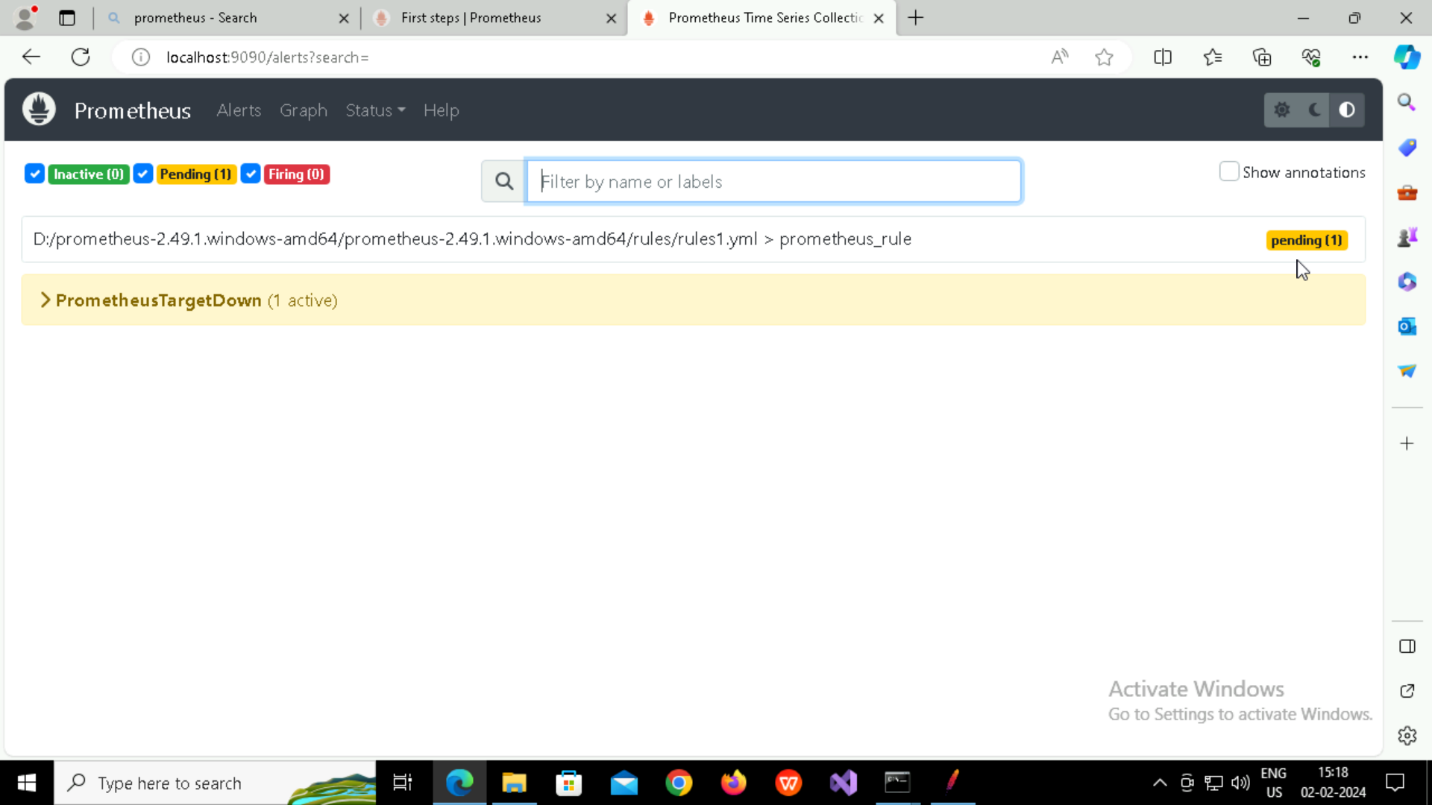 prometheus - Search
First steps | Prometheus
Prometheus Time Series Collectio
localhost:9090/alerts?search=
Prometheus Alerts Graph Status Help
Inactive (0) Pending (1) Firing (0)
Filter by name or labels
Show annotations
D:/prometheus-2.49.1.windows-amd64/prometheus-2.49.1.windows-amd64/rules/rules1.yml > prometheus_rule
pending (1)
PrometheusTargetDown (1 active)
Activate Windows
Go to Settings to activate Windows.
Type here to search
ENG
US
15:18
02-02-2024